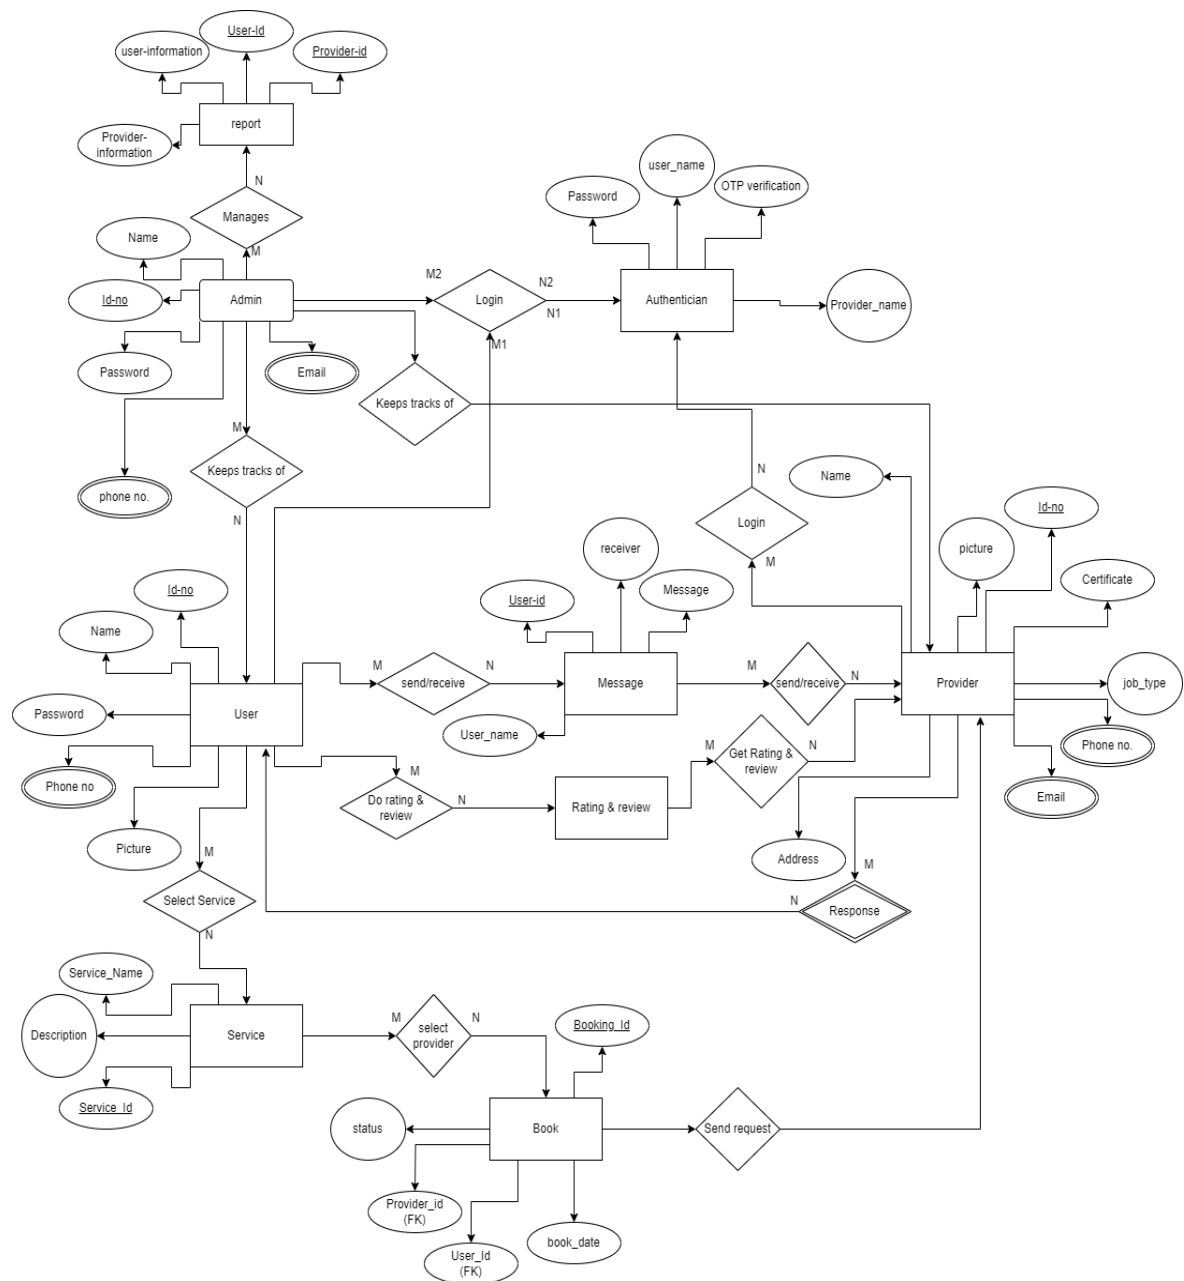 User-Id
user-information
Provider-id
report
Provider-
information
N
Manages
M
Name
Id-no
Admin
Password
Email
phone no.
M
Keeps tracks of
N
M2
Login
N2
N1
M1
Keeps tracks of
Password
user_name
OTP verification
Authentician
Provider_name
N
Login
M
Name
picture
Id-no
Certificate
Provider
job_type
Phone no.
Email
Address
Id-no
Name
Password
User
Phone no
Picture
M
send/receive
N
User-id
receiver
Message
Message
User_name
M
send/receive
N
M
Do rating &
review
N
Rating & review
M
Get Rating &
review
N
M
Response
N
M
Select Service
N
Service_Name
Description
Service
Service_Id
M
select
provider
N
Booking_Id
status
Book
Send request
Provider_id
(FK)
User_Id
(FK)
book_date